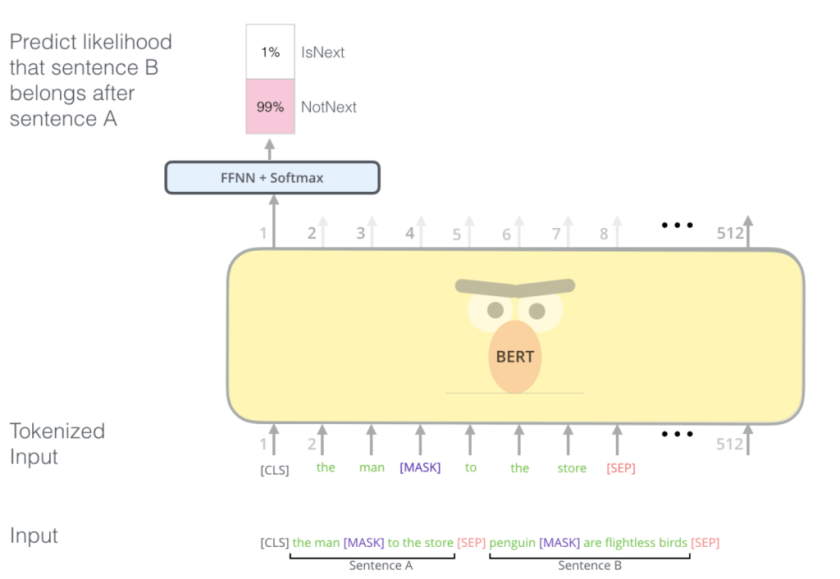 Predict likelihood
that sentence B
belongs after
sentence A
1% IsNext
99% NotNext
FFNN + Softmax
1 2 3 4 5 6 7 8 ••• 512
BERT
Tokenized
Input
1 2 ••• 512
[CLS] the man [MASK] to the store [SEP]
Input
[CLS] the man [MASK] to the store [SEP] penguin [MASK] are flightless birds [SEP]
Sentence A Sentence B